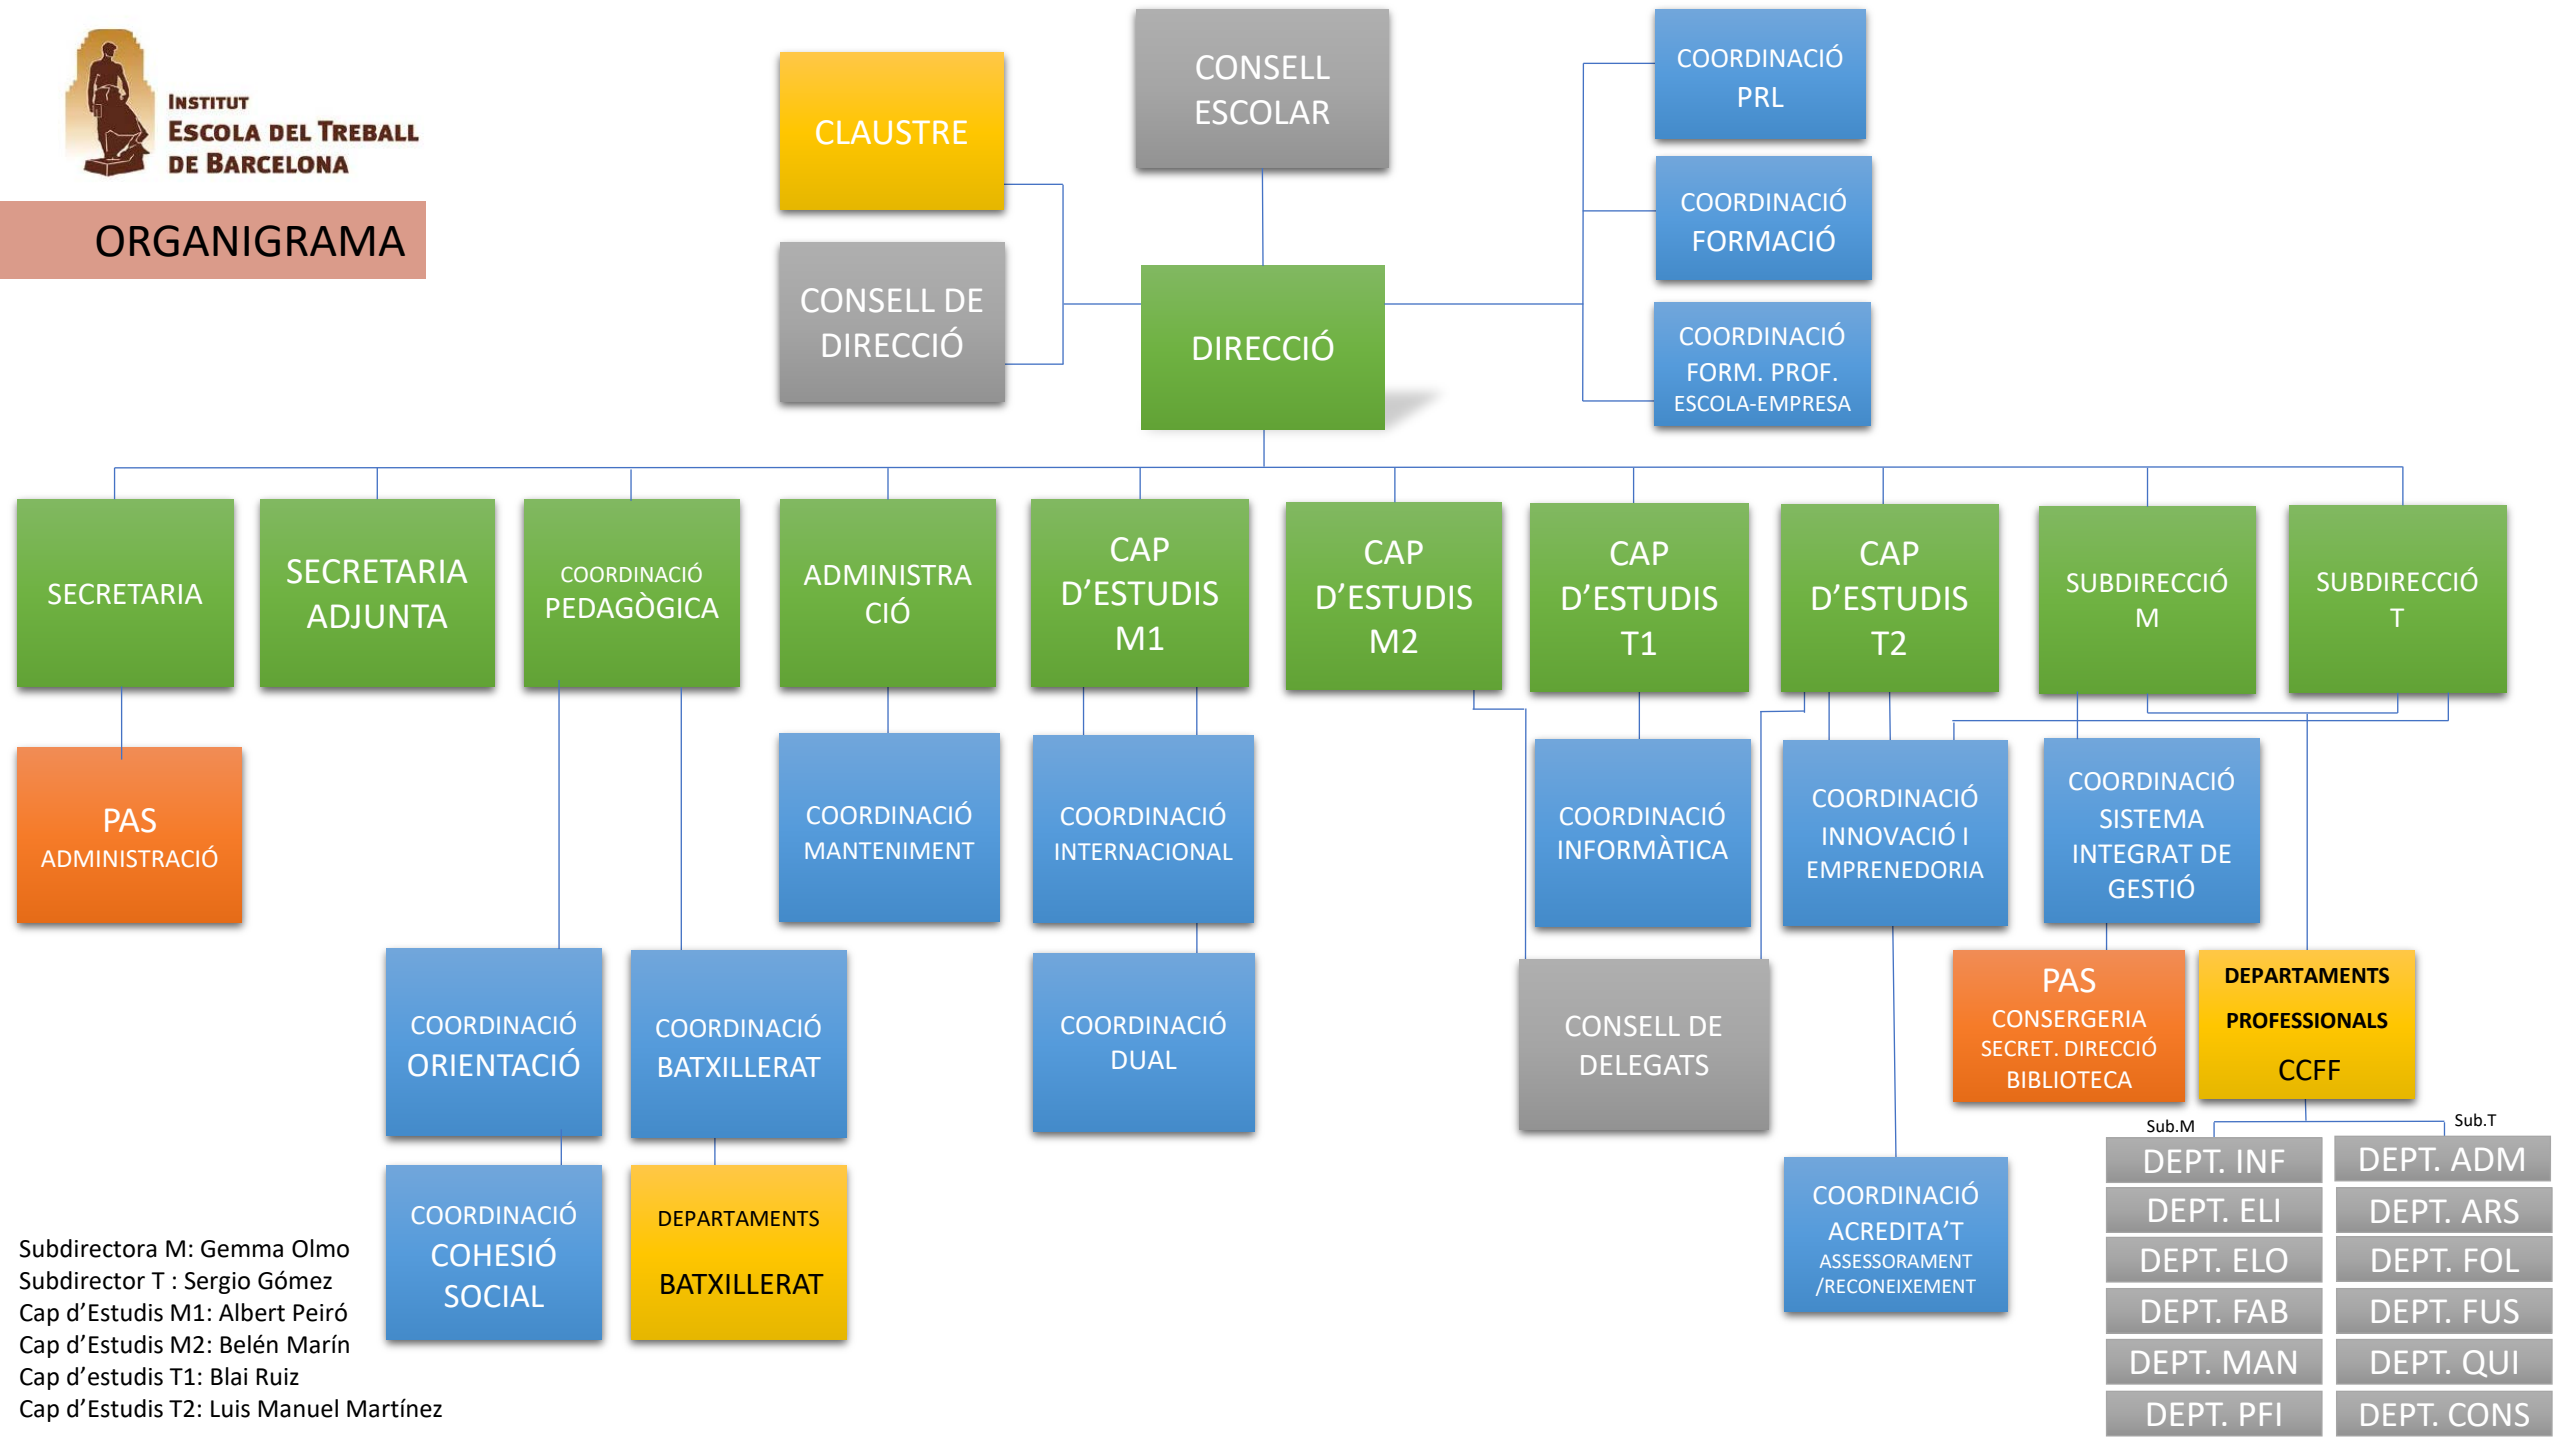 INSTITUT
ESCOLA DEL TREBALL
DE BARCELONA
ORGANIGRAMA
CLAUSTRE
CONSELL
ESCOLAR
COORDINACIÓ
PRL
COORDINACIÓ
FORMACIÓ
CONSELL DE
DIRECCIÓ
DIRECCIÓ
COORDINACIÓ
FORM. PROF.
ESCOLA-EMPRESA
SECRETARIA
SECRETARIA
ADJUNTA
COORDINACIÓ
PEDAGÒGICA
ADMINISTRA
CIÓ
CAP
D’ESTUDIS
M1
CAP
D’ESTUDIS
M2
CAP
D’ESTUDIS
T1
CAP
D’ESTUDIS
T2
SUBDIRECCIÓ
M
SUBDIRECCIÓ
T
PAS
ADMINISTRACIÓ
COORDINACIÓ
MANTENIMENT
COORDINACIÓ
INTERNACIONAL
COORDINACIÓ
INFORMÀTICA
COORDINACIÓ
INNOVACIÓ I
EMPRENEDORIA
COORDINACIÓ
SISTEMA
INTEGRAT DE
GESTIÓ
COORDINACIÓ
ORIENTACIÓ
COORDINACIÓ
BATXILLERAT
COORDINACIÓ
DUAL
CONSELL DE
DELEGATS
PAS
CONSERGERIA
SECRET. DIRECCIÓ
BIBLIOTECA
DEPARTAMENTS
PROFESSIONALS
CCFF
COORDINACIÓ
COHESIÓ
SOCIAL
DEPARTAMENTS
BATXILLERAT
COORDINACIÓ
ACREDITA’T
ASSESSORAMENT
/RECONEIXEMENT
Sub.M
DEPT. INF
DEPT. ELI
DEPT. ELO
DEPT. FAB
DEPT. MAN
DEPT. PFI
Sub.T
DEPT. ADM
DEPT. ARS
DEPT. FOL
DEPT. FUS
DEPT. QUI
DEPT. CONS
Subdirectora M: Gemma Olmo
Subdirector T : Sergio Gómez
Cap d’Estudis M1: Albert Peiró
Cap d’Estudis M2: Belén Marín
Cap d’estudis T1: Blai Ruiz
Cap d’Estudis T2: Luis Manuel Martínez